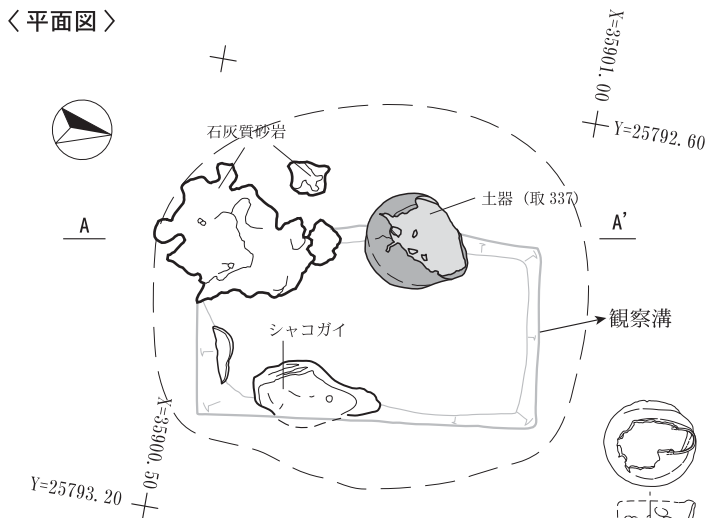 〈平面図〉
X=35901.00
Y=25792.60
石灰質砂岩
土器（取337）
A
A'
観察溝
シャコガイ
X=35900.50
Y=25793.20